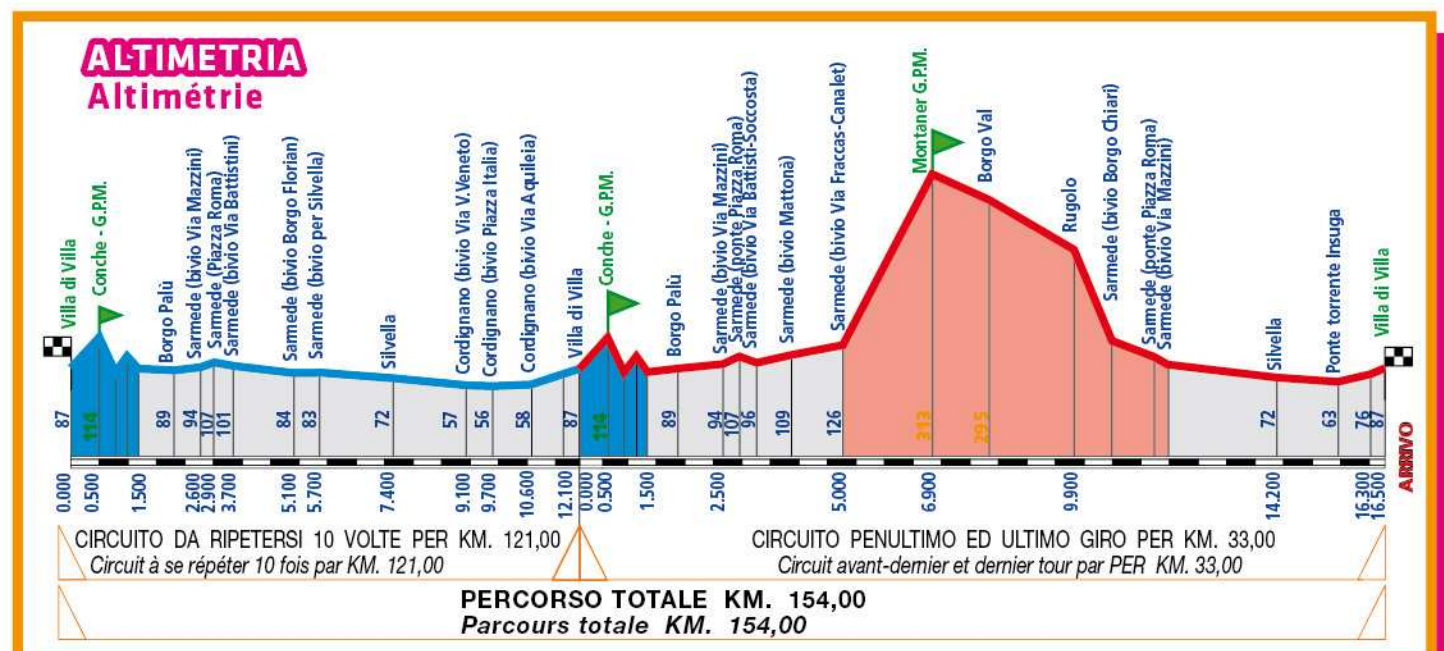 ALTIMETRIA
Altimétrie
Villa di Villa
Conche - G.P.M.
Borgo Palù
Sarmede (bivio Via Mazzini)
Sarmede (Piazza Roma)
Sarmede (bivio Via Battistini)
Sarmede (bivio Borgo Florian)
Sarmede (bivio per Silvella)
Silvella
Cordignano (bivio Via V.Veneto)
Cordignano (bivio Piazza Italia)
Cordignano (bivio Via Aquileia)
Villa di Villa
Conche - G.P.M.
Borgo Palù
Sarmede (bivio Via Mazzini)
Sarmede (ponte Piazza Roma)
Sarmede (bivio Via Battisti-Soccosta)
Sarmede (bivio Mattonà)
Sarmede (bivio Via Fraccas-Canalet)
Montaner G.P.M.
Borgo Val
Rugolo
Sarmede (bivio Borgo Chiari)
Sarmede (ponte Piazza Roma)
Sarmede (bivio Via Mazzini)
Silvella
Ponte torrente Insuga
Villa di Villa
87 114 89 94 107 101 84 83 72 57 56 58 87 114 89 94 107 96 109 126 313 295 72 63 76 87
0.000 0.500 1.500 2.600 2.900 3.700 5.100 5.700 7.400 9.100 9.700 10.600 12.100 0.000 0.500 1.500 2.500 5.000 6.900 9.900 14.200 16.300 16.500
ARRIVO
CIRCUITO DA RIPETERSI 10 VOLTE PER KM. 121,00
Circuit à se répéter 10 fois par KM. 121,00
CIRCUITO PENULTIMO ED ULTIMO GIRO PER KM. 33,00
Circuit avant-dernier et dernier tour par PER KM. 33,00
PERCORSO TOTALE KM. 154,00
Parcours totale KM. 154,00